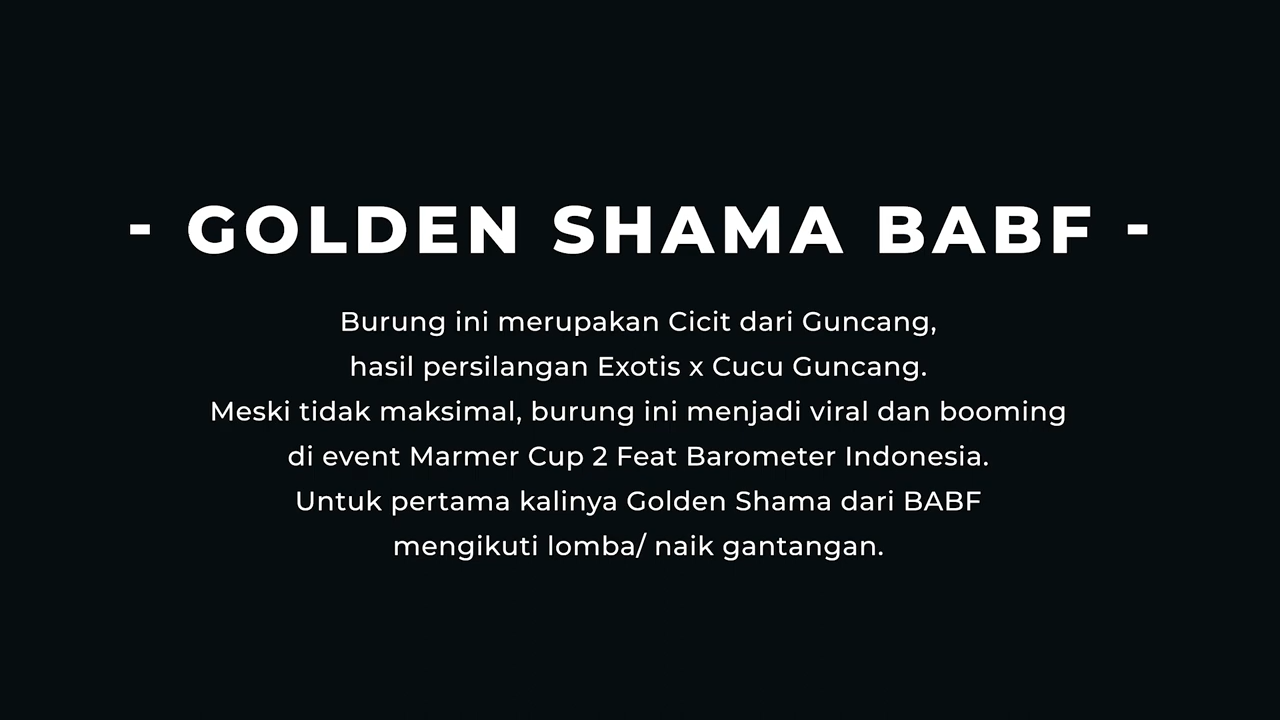 - GOLDEN SHAMA BABF -
Burung ini merupakan Cicit dari Guncang,
hasil persilangan Exotis x Cucu Guncang.
Meski tidak maksimal, burung ini menjadi viral dan booming
di event Marmer Cup 2 Feat Barometer Indonesia.
Untuk pertama kalinya Golden Shama dari BABF
mengikuti lomba/ naik gantangan.